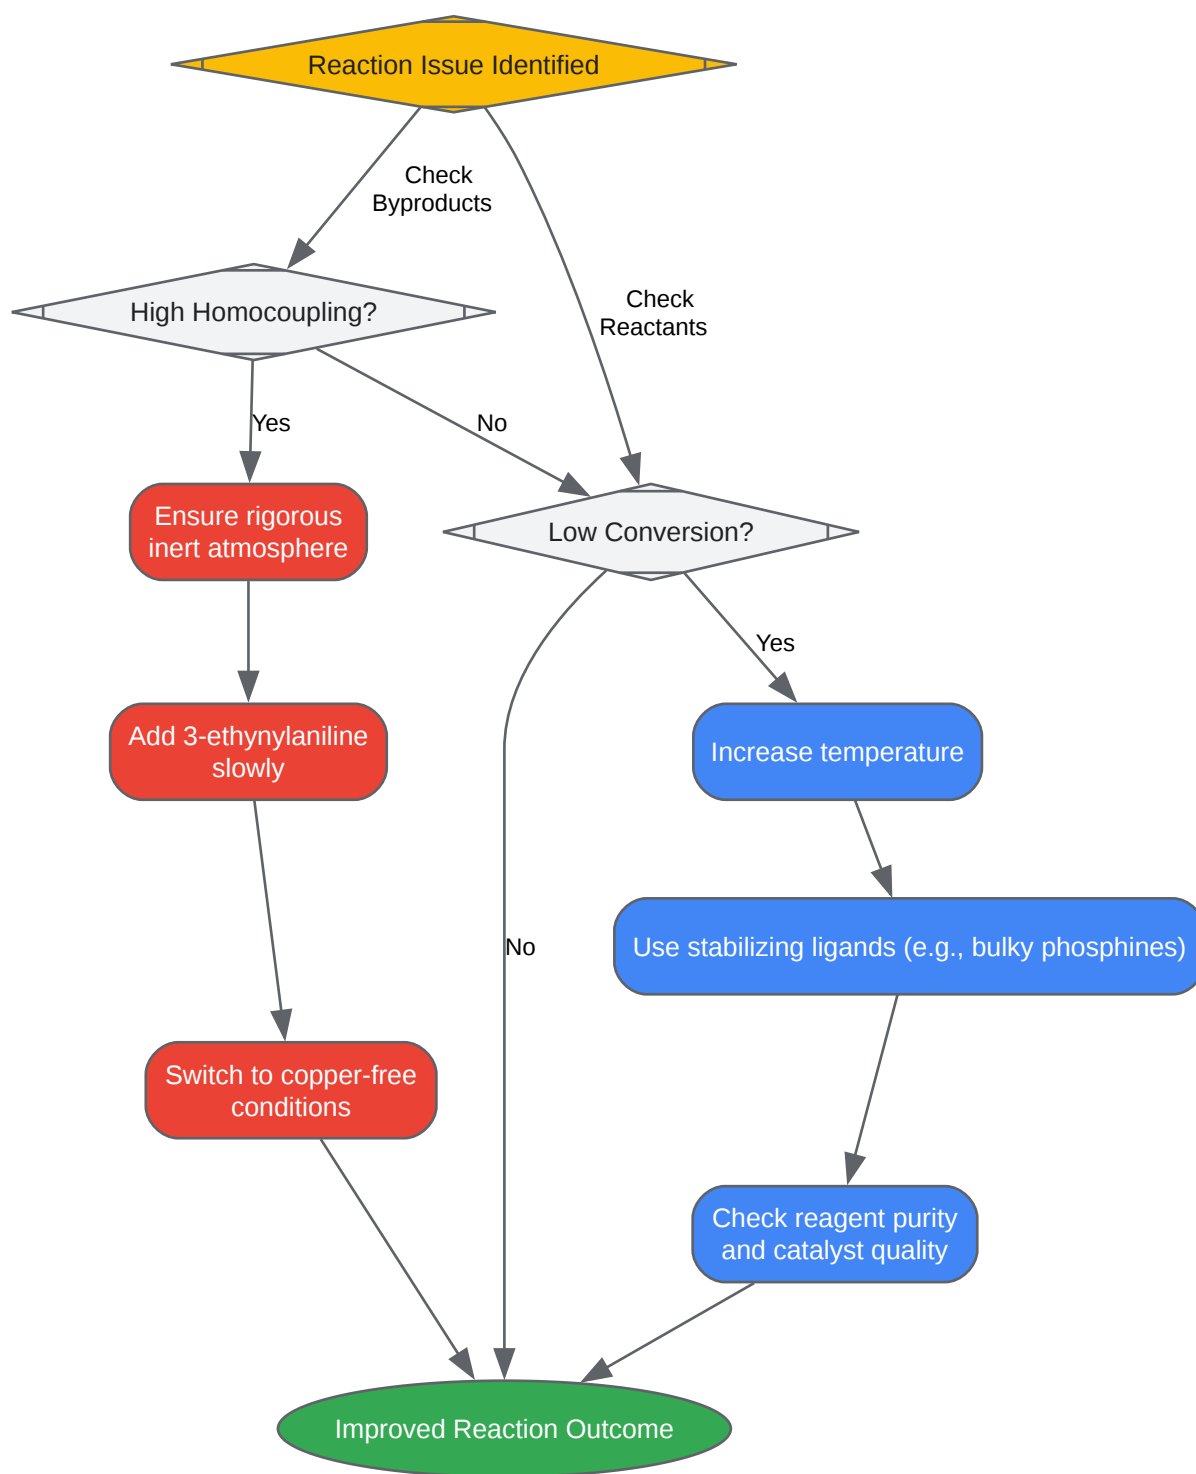 Reaction Issue Identified
Check
Byproducts
Check
Reactants
High Homocoupling?
Yes
No
Ensure rigorous
inert atmosphere
Low Conversion?
Yes
Add 3-ethynylaniline
slowly
Increase temperature
No
Use stabilizing ligands (e.g., bulky phosphines)
Switch to copper-free
conditions
Check reagent purity
and catalyst quality
Improved Reaction Outcome